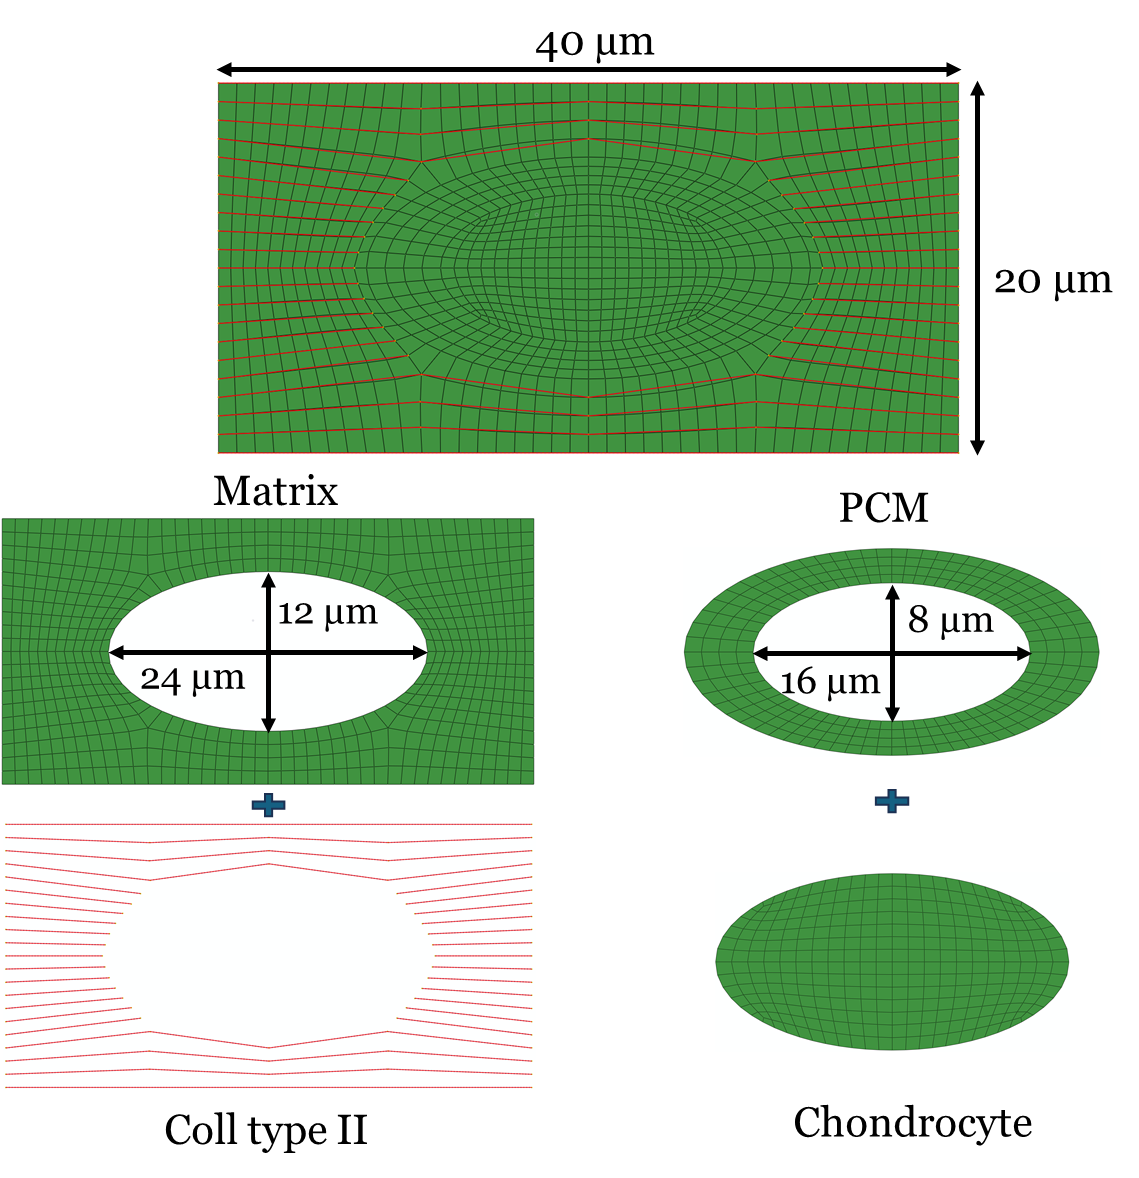 40 μm
20 μm
Matrix
PCM
12 μm
24 μm
8 μm
16 μm
Coll type II
Chondrocyte